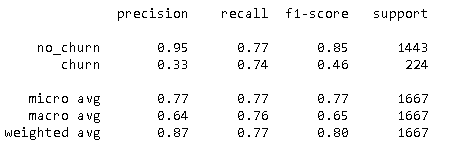 precision recall f1-score support
no_churn 0.95 0.77 0.85 1443
churn 0.33 0.74 0.46 224
micro avg 0.77 0.77 0.77 1667
macro avg 0.64 0.76 0.65 1667
weighted avg 0.87 0.77 0.80 1667